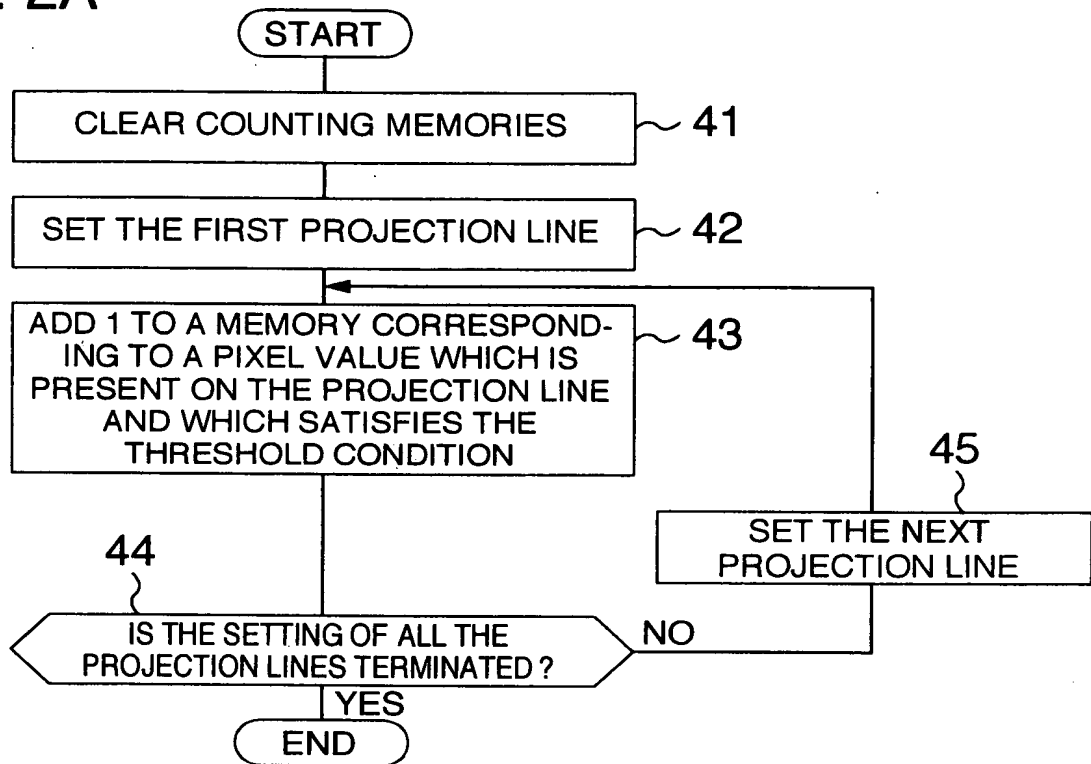 2A
START
CLEAR COUNTING MEMORIES
41
SET THE FIRST PROJECTION LINE
42
ADD 1 TO A MEMORY CORRESPOND-
ING TO A PIXEL VALUE WHICH IS
PRESENT ON THE PROJECTION LINE
AND WHICH SATISFIES THE
THRESHOLD CONDITION
43
45
SET THE NEXT
PROJECTION LINE
44
IS THE SETTING OF ALL THE
PROJECTION LINES TERMINATED ?
NO
YES
END